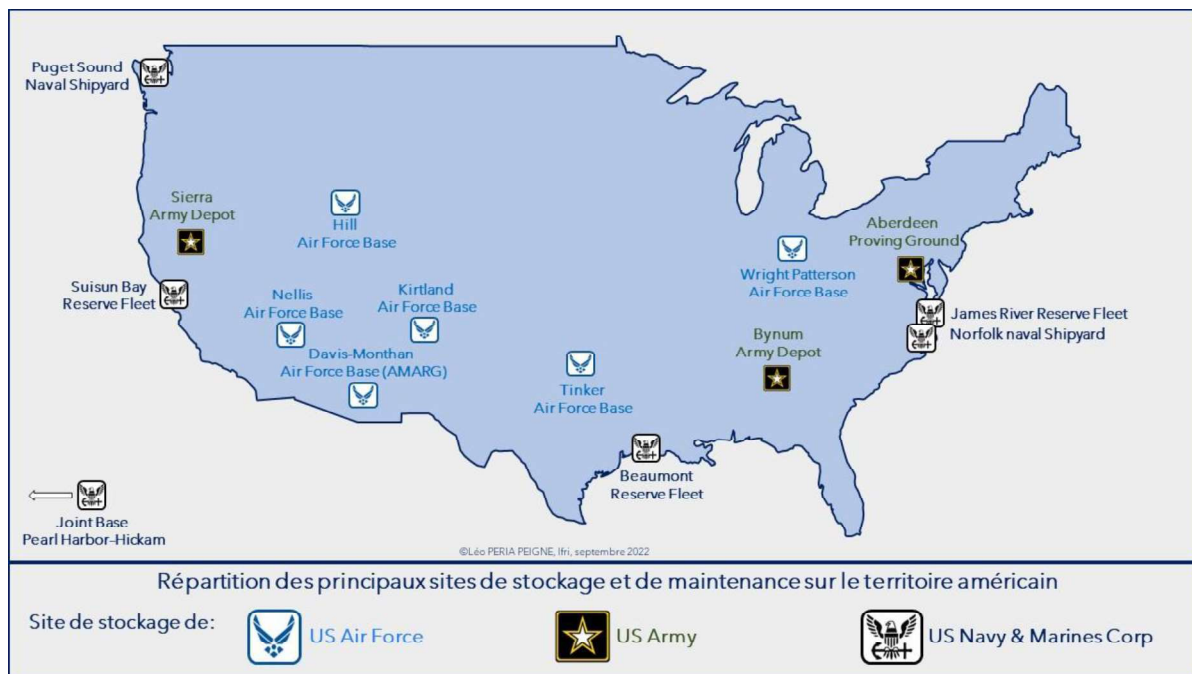 Puget Sound
Naval Shipyard
Sierra
Army Depot
Hill
Air Force Base
Aberdeen
Proving Ground
Wright Patterson
Air Force Base
Suisun Bay
Reserve Fleet
Nellis
Air Force Base
Kirtland
Air Force Base
James River Reserve Fleet
Norfolk naval Shipyard
Bynum
Army Depot
Davis-Monthan
Air Force Base (AMARG)
Tinker
Air Force Base
Beaumont
Reserve Fleet
Joint Base
Pearl Harbor-Hickam
©Léo PERIA PEIGNE, Ifri, septembre 2022
Répartition des principaux sites de stockage et de maintenance sur le territoire américain
Site de stockage de:
US Air Force
US Army
US Navy & Marines Corp